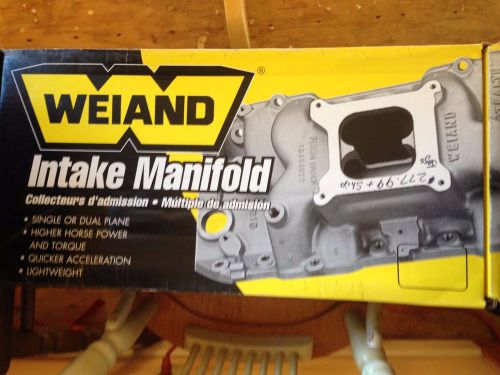 WEIAND®
Intake Manifold
Collecteurs d'admission • Múltiple de admisión
• SINGLE OR DUAL PLANE
• HIGHER HORSE POWER
AND TORQUE
• QUICKER ACCELERATION
• LIGHTWEIGHT
WEIAND
277.99 + Ship